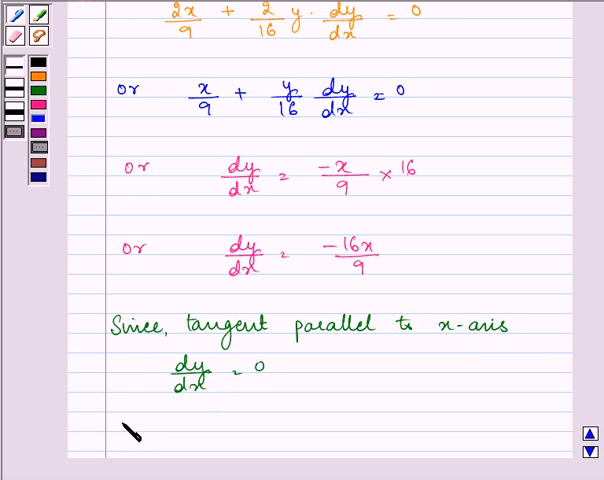 2x/9 + 2/16 y . dy/dx = 0
or x/9 + y/16 dy/dx = 0
or dy/dx = -x/9 × 16
or dy/dx = -16x/9
Since, tangent parallel to x-axis
dy/dx = 0